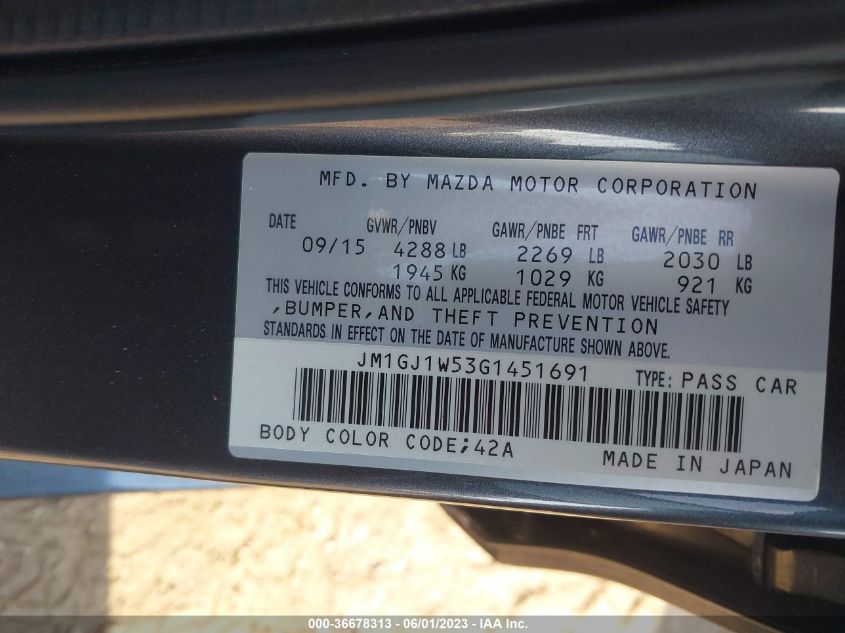 MFD. BY MAZDA MOTOR CORPORATION
DATE GVWR/PNBV GAWR/PNBE FRT GAWR/PNBE RR
09/15 4288 LB 2269 LB 2030 LB
1945 KG 1029 KG 921 KG
THIS VEHICLE CONFORMS TO ALL APPLICABLE FEDERAL MOTOR VEHICLE SAFETY
,BUMPER,AND THEFT PREVENTION
STANDARDS IN EFFECT ON THE DATE OF MANUFACTURE SHOWN ABOVE.
JM1GJ1W53G1451691 TYPE: PASS CAR
BODY COLOR CODE;42A
MADE IN JAPAN
000-36678313 - 06/01/2023 - IAA Inc.